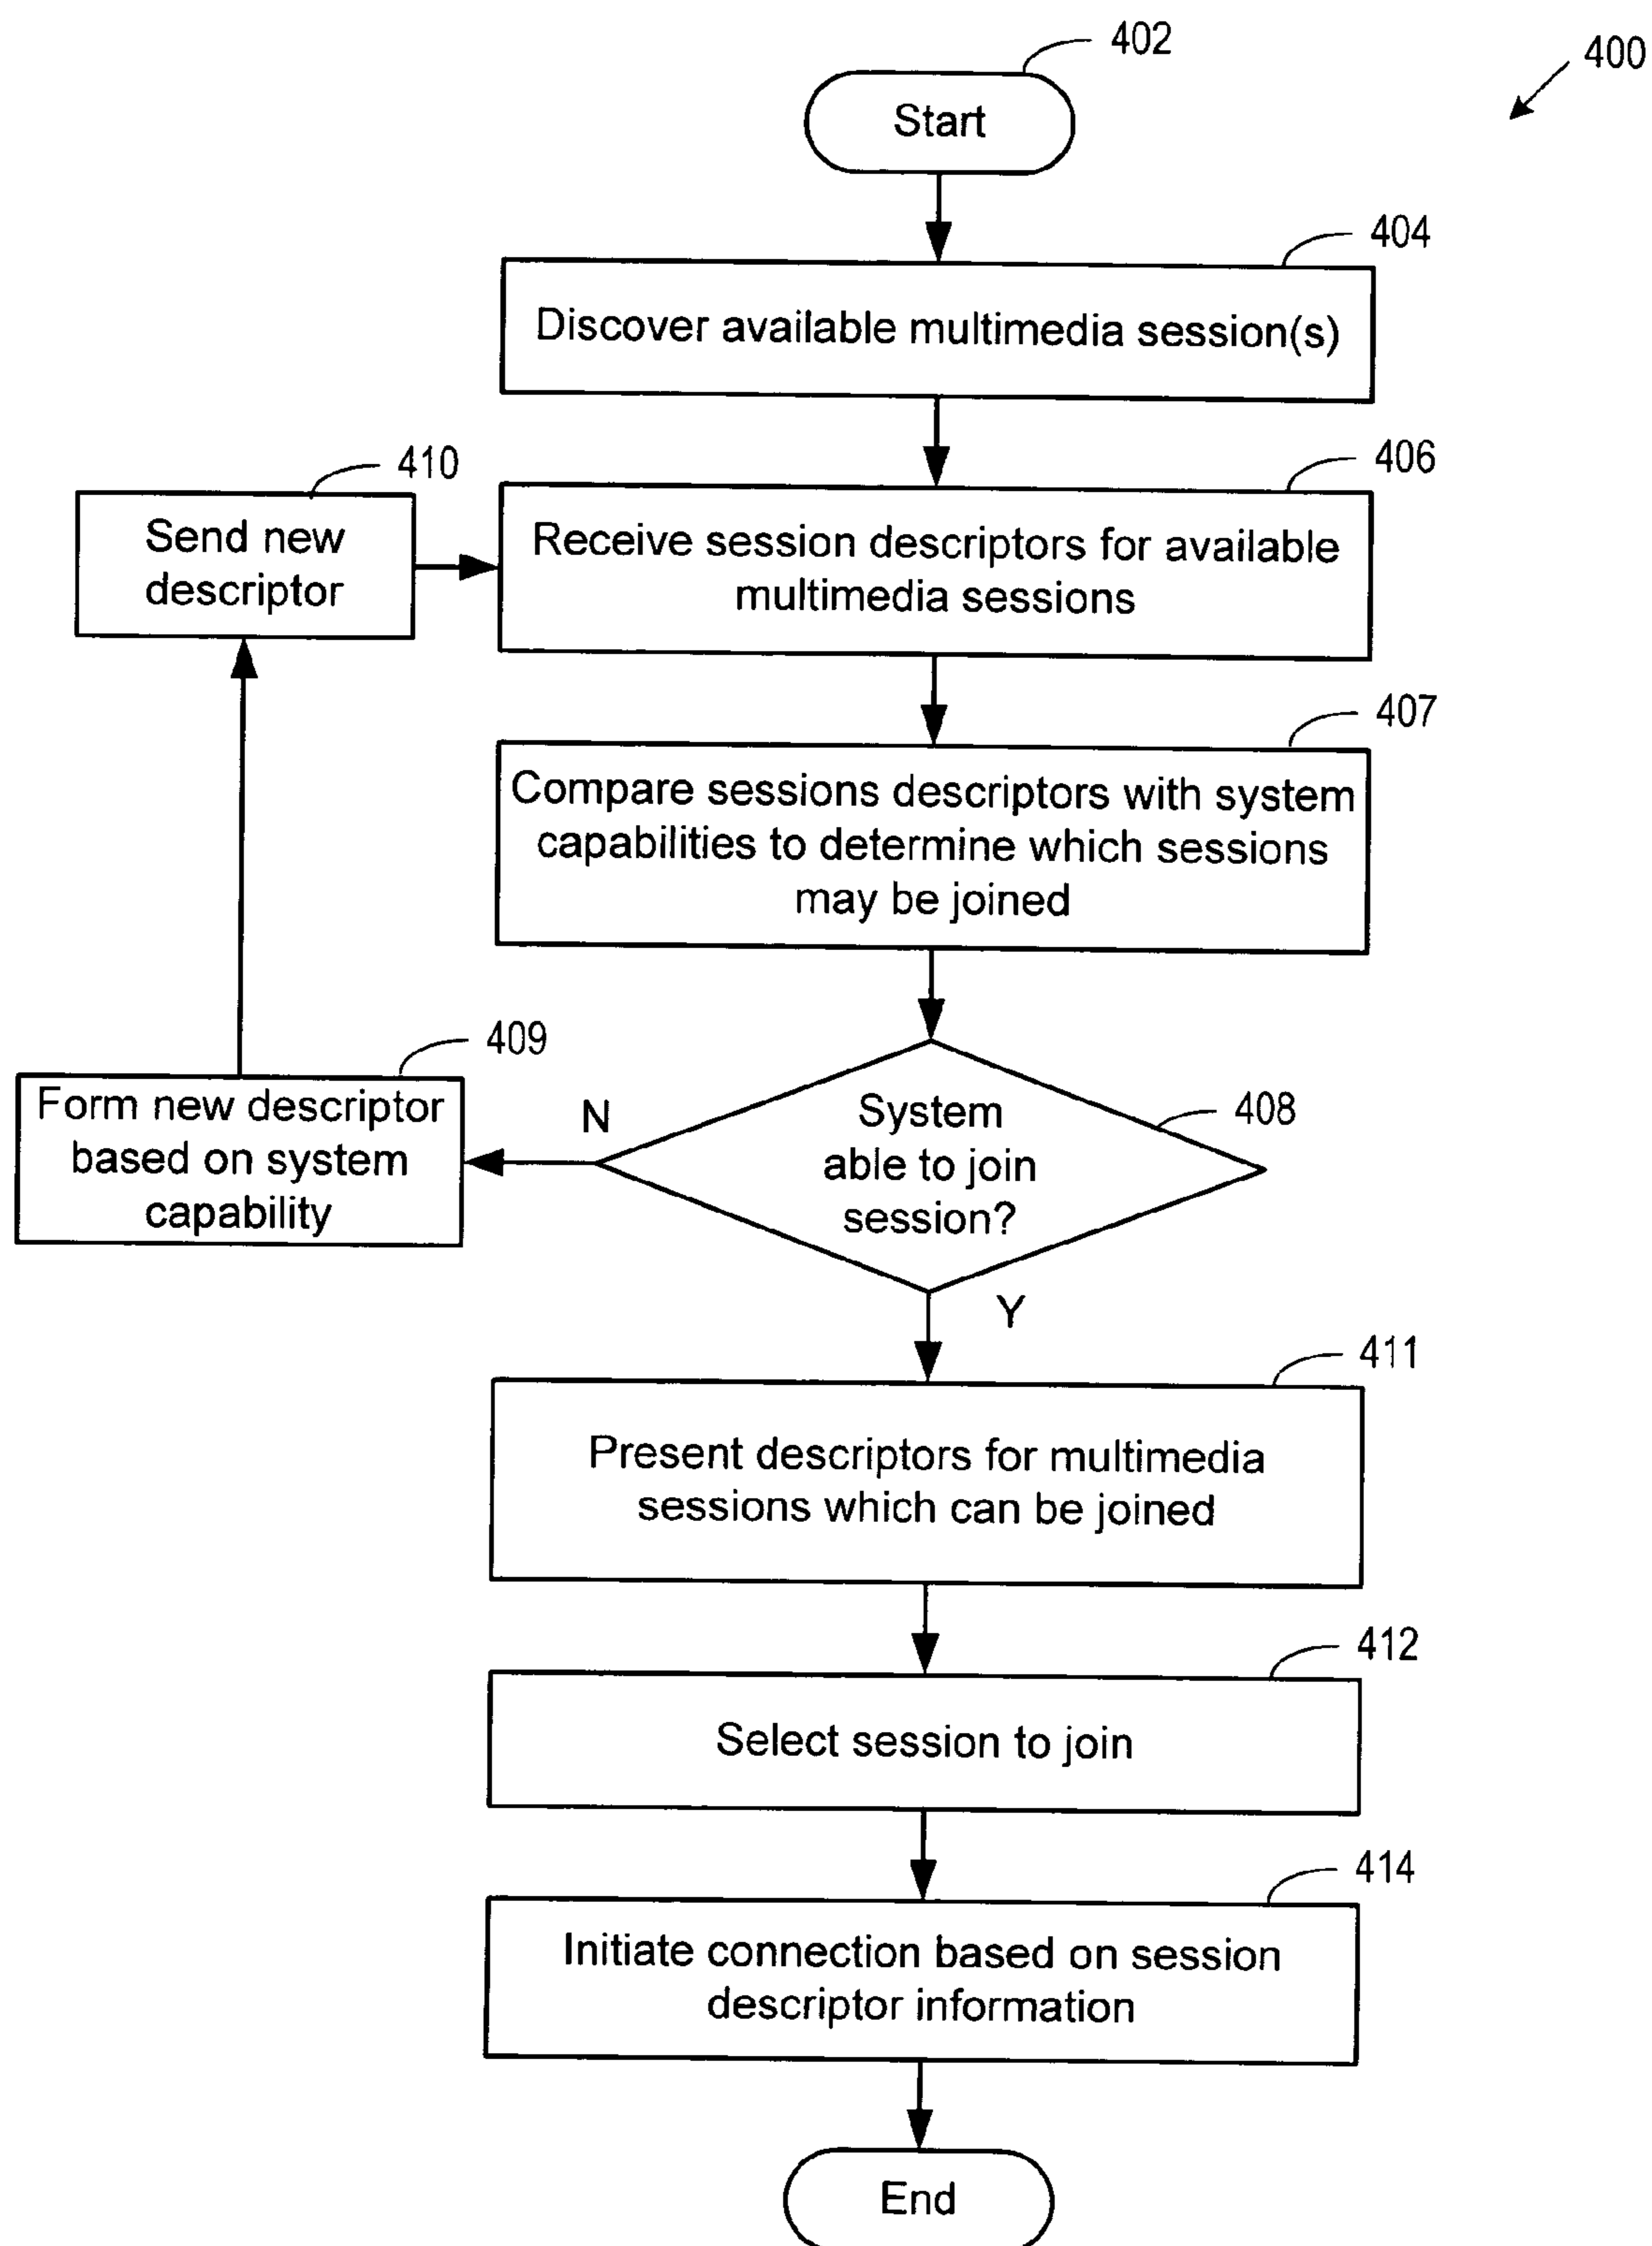 402
400
Start
404
Discover available multimedia session(s)
410
406
Send new
descriptor
Receive session descriptors for available
multimedia sessions
407
Compare sessions descriptors with system
capabilities to determine which sessions
may be joined
409
Form new descriptor
based on system
capability
N
408
System
able to join
session?
Y
411
Present descriptors for multimedia
sessions which can be joined
412
Select session to join
414
Initiate connection based on session
descriptor information
End